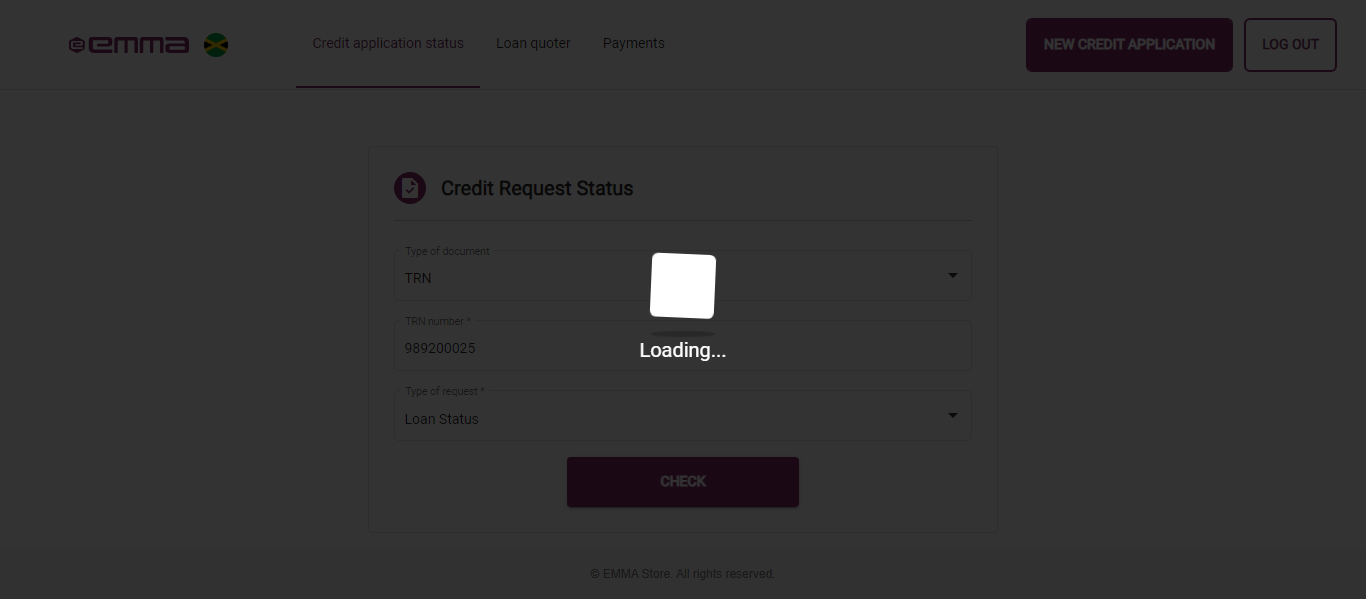 emma
Credit application status
Loan quoter
Payments
NEW CREDIT APPLICATION
LOG OUT
Credit Request Status
Type of document
TRN
TRN number *
989200025
Type of request *
Loan Status
Loading...
CHECK
© EMMA Store. All rights reserved.